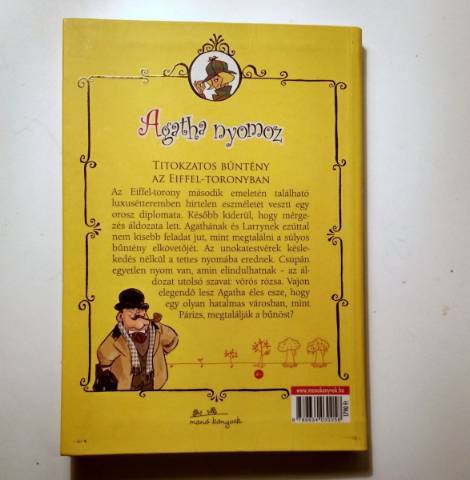 Agatha nyomoz
Titokzatos bűntény
az Eiffel-toronyban
Az Eiffel-torony második emeletén található
luxusétteremben hirtelen eszméletét veszti egy
orosz diplomata. Később kiderül, hogy mérge-
zés áldozata lett. Agathának és Larrynek ezúttal
nem kisebb feladat jut, mint megtalálni a súlyos
bűntény elkövetőjét. Az unokatestvérek késle-
kedés nélkül a tettes nyomába erednek. Csupán
egyetlen nyom van, amin elindulhatnak - az ál-
dozat utolsó szavai: vörös rózsa. Vajon
elegendő lesz Agatha éles esze, hogy
egy olyan hatalmas városban, mint
Párizs, megtalálják a bűnöst?
www.manokonyvek.hu
manó könyvek